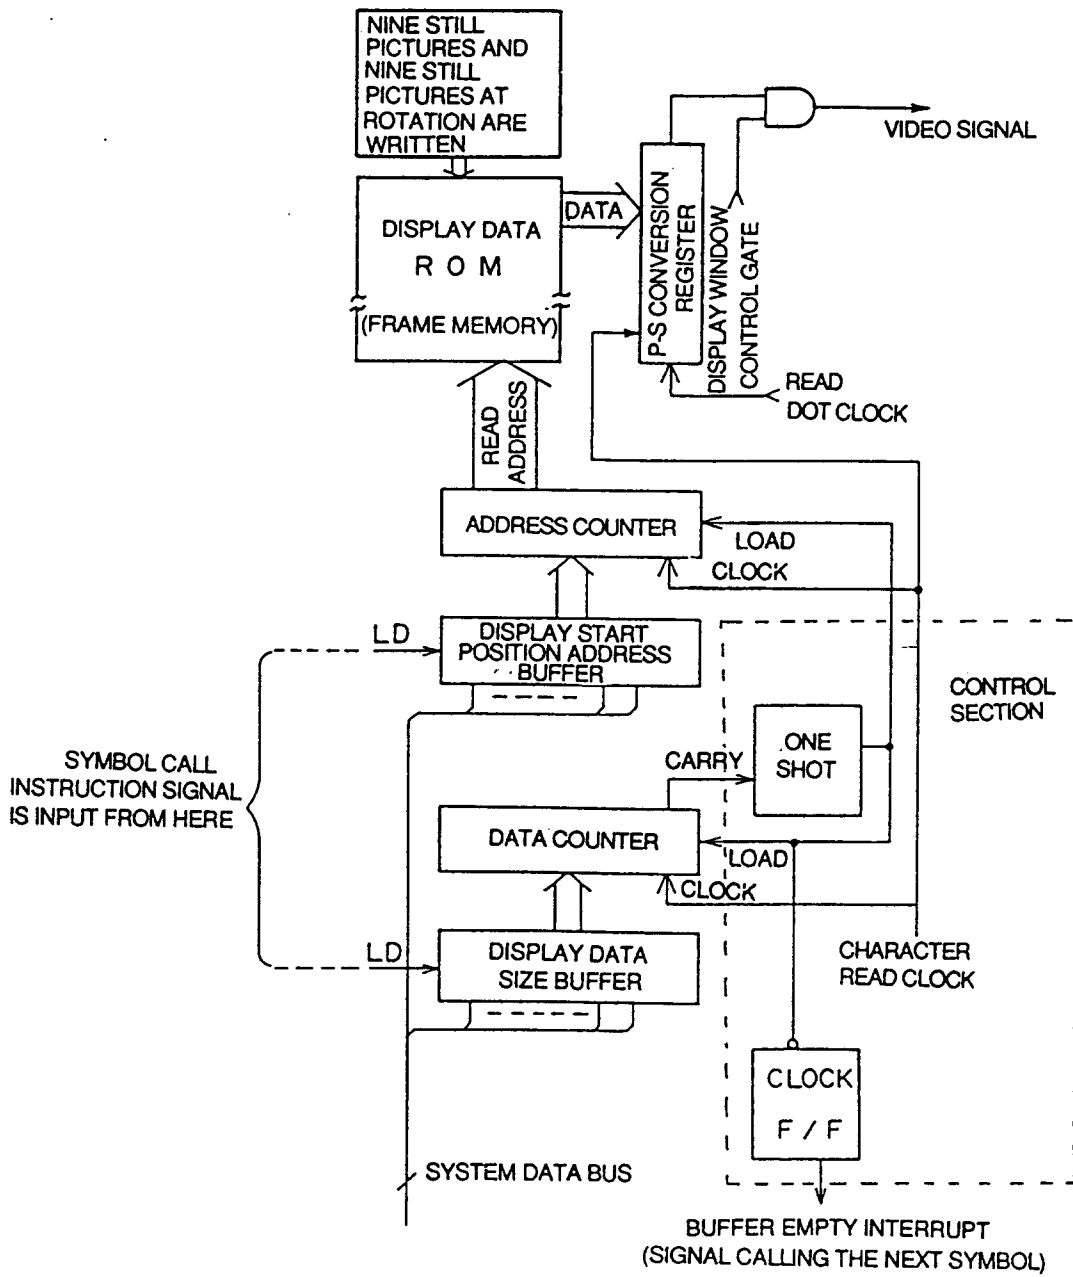 NINE STILL
PICTURES AND
NINE STILL
PICTURES AT
ROTATION ARE
WRITTEN
DISPLAY DATA
ROM
(FRAME MEMORY)
DATA
P-S CONVERSION
REGISTER
DISPLAY WINDOW
CONTROL GATE
VIDEO SIGNAL
READ
DOT CLOCK
READ
ADDRESS
ADDRESS COUNTER
LOAD
CLOCK
LD
DISPLAY START
POSITION ADDRESS
BUFFER
CONTROL
SECTION
SYMBOL CALL
INSTRUCTION SIGNAL
IS INPUT FROM HERE
CARRY
ONE
SHOT
DATA COUNTER
LOAD
CLOCK
LD
DISPLAY DATA
SIZE BUFFER
CHARACTER
READ CLOCK
CLOCK
F / F
SYSTEM DATA BUS
BUFFER EMPTY INTERRUPT
(SIGNAL CALLING THE NEXT SYMBOL)